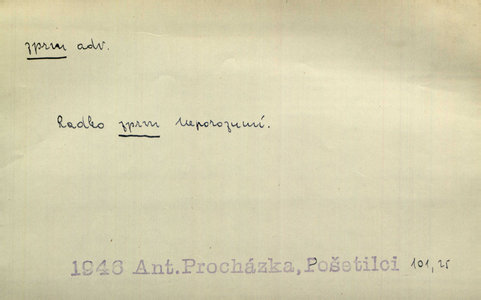 zprvu adv.
Radko zprvu neporozumí.
1946 Ant.Procházka,Pošetilci 101,25